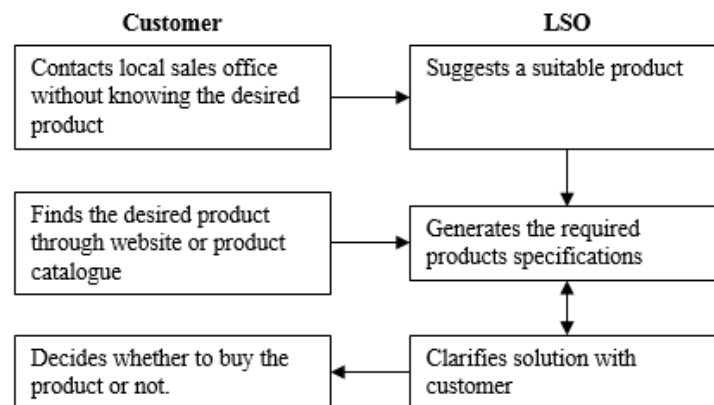 Customer
LSO
Contacts local sales office
without knowing the desired
product
Suggests a suitable product
Finds the desired product
through website or product
catalogue
Generates the required
products specifications
Decides whether to buy the
product or not.
Clarifies solution with
customer